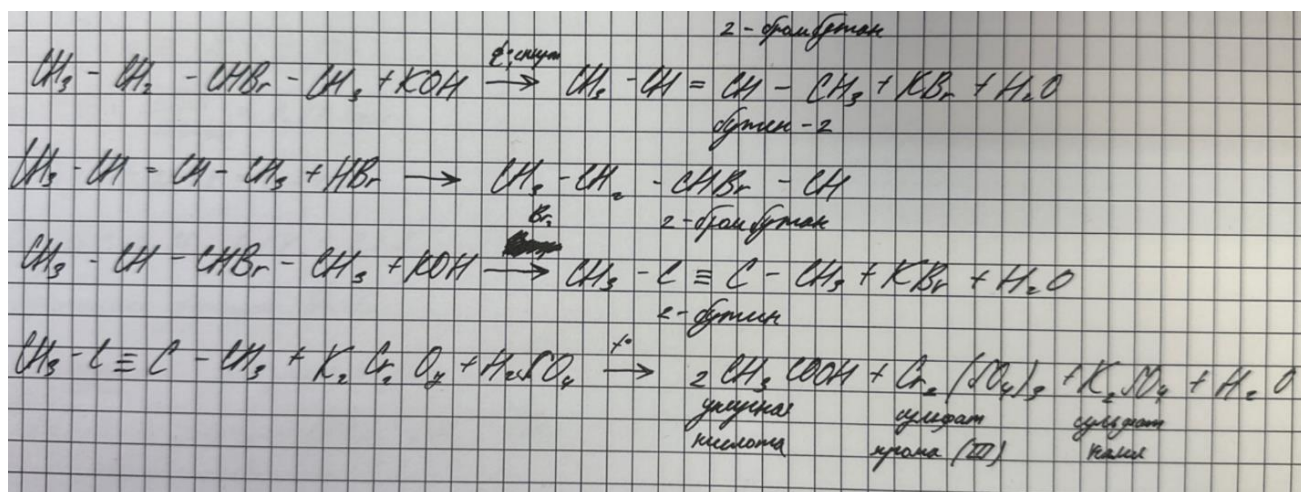 2-бромбутан
t°, спирт
CH₃ - CH₂ - CHBr - CH₃ + KOH → CH₃ - CH = CH - CH₃ + KBr + H₂O
бутен-2
CH₃ - CH = CH - CH₃ + HBr → CH₃ - CH₂ - CHBr - CH
2-бромбутан
Br₂
CH₃ - CH - CHBr - CH₃ + KOH → CH₃ - C ≡ C - CH₃ + KBr + H₂O
2-бутин
t°
CH₃ - C ≡ C - CH₃ + K₂Cr₂O₇ + H₂SO₄ → 2CH₃COOH + Cr₂(SO₄)₃ + K₂SO₄ + H₂O
уксусная сульфат сульфат
кислота хрома (III) калия